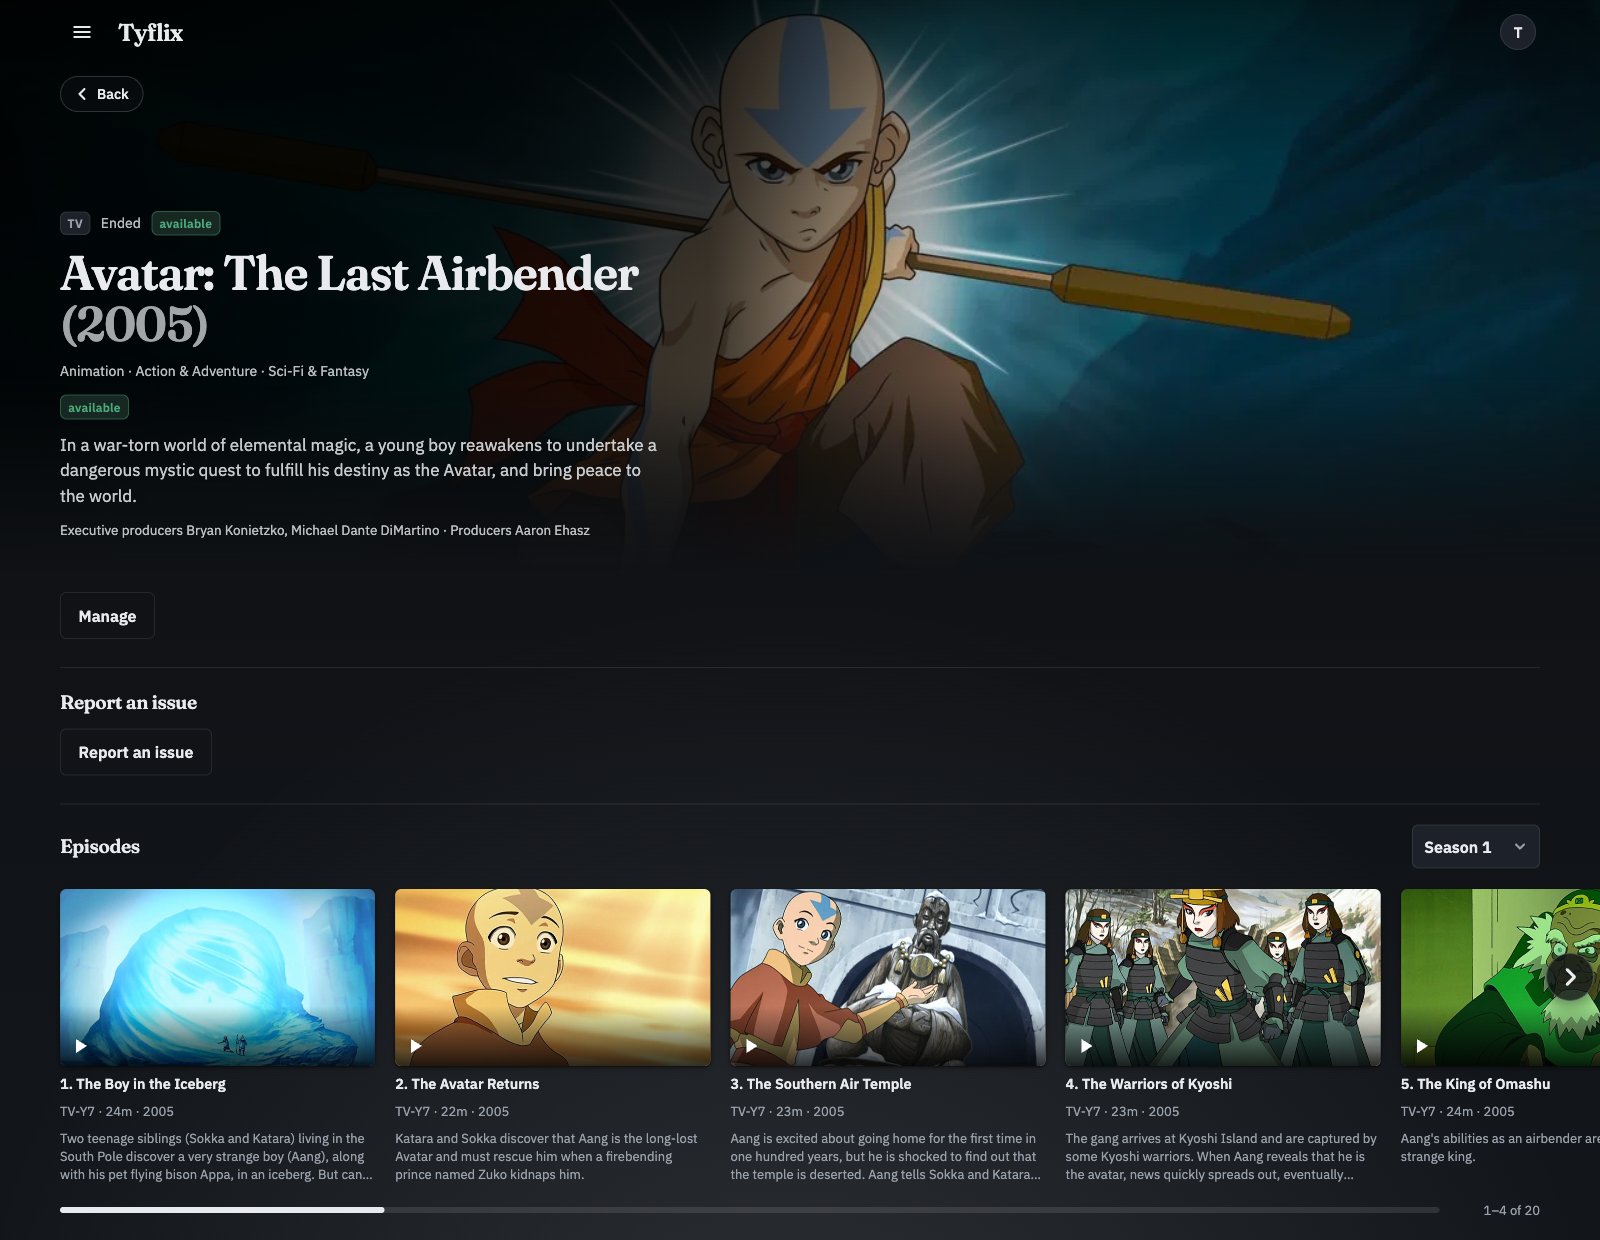 Tyflix
T
Back
TV Ended available
Avatar: The Last Airbender
(2005)
Animation · Action & Adventure · Sci-Fi & Fantasy
available
In a war-torn world of elemental magic, a young boy reawakens to undertake a
dangerous mystic quest to fulfill his destiny as the Avatar, and bring peace to
the world.
Executive producers Bryan Konietzko, Michael Dante DiMartino · Producers Aaron Ehasz
Manage
Report an issue
Report an issue
Episodes
Season 1
1. The Boy in the Iceberg
TV-Y7 · 24m · 2005
Two teenage siblings (Sokka and Katara) living in the
South Pole discover a very strange boy (Aang), along
with his pet flying bison Appa, in an iceberg. But can...
2. The Avatar Returns
TV-Y7 · 22m · 2005
Katara and Sokka discover that Aang is the long-lost
Avatar and must rescue him when a firebending
prince named Zuko kidnaps him.
3. The Southern Air Temple
TV-Y7 · 23m · 2005
Aang is excited about going home for the first time in
one hundred years, but he is shocked to find out that
the temple is deserted. Aang tells Sokka and Katara...
4. The Warriors of Kyoshi
TV-Y7 · 23m · 2005
The gang arrives at Kyoshi Island and are captured by
some Kyoshi warriors. When Aang reveals that he is
the avatar, news quickly spreads out, eventually...
5. The King of Omashu
TV-Y7 · 24m · 2005
Aang's abilities as an airbender are
strange king.
1–4 of 20